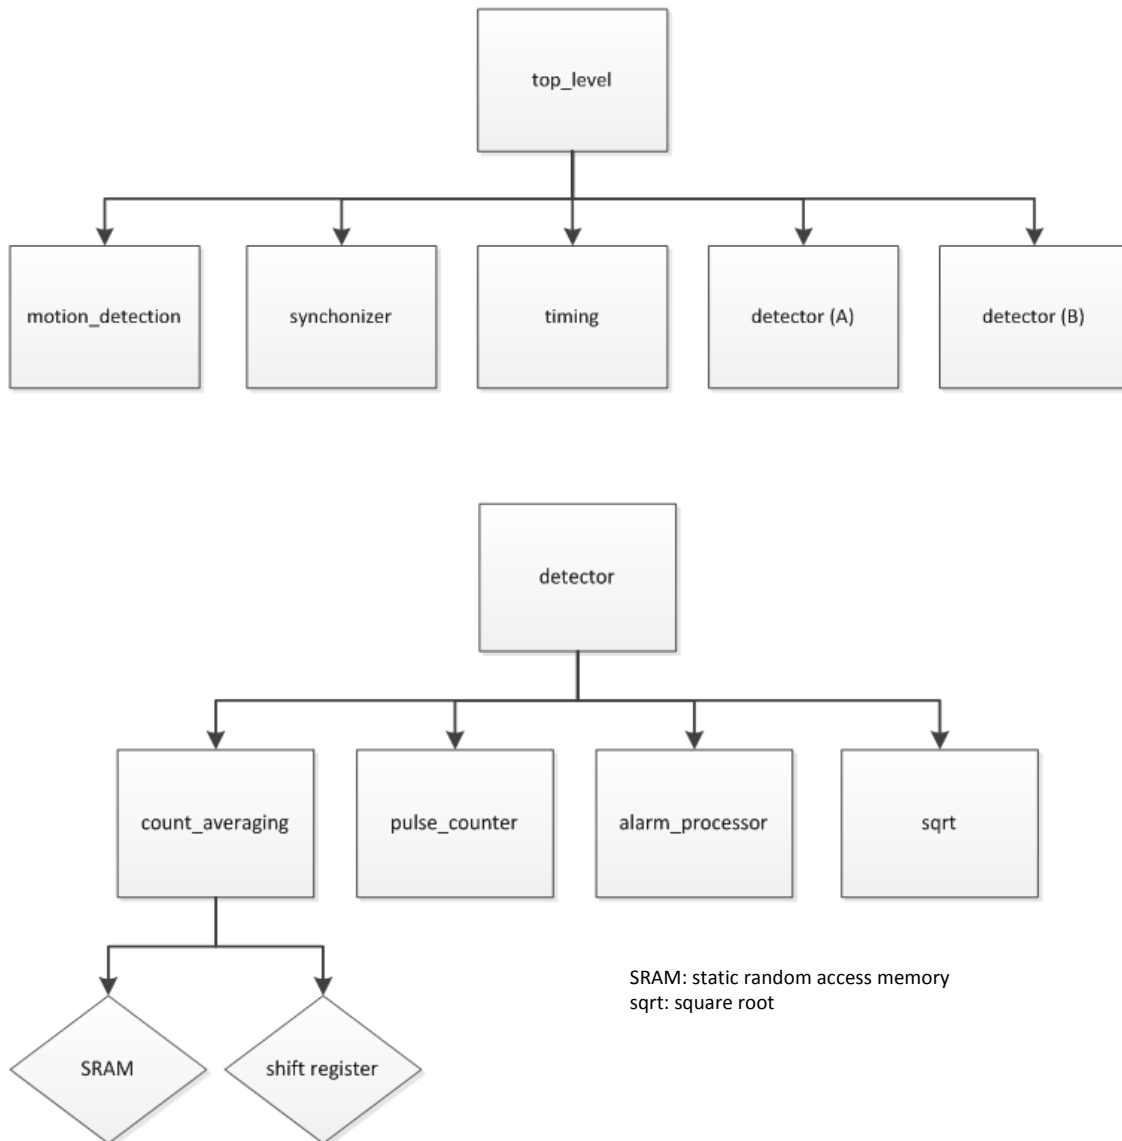 top_level
motion_detection
synchonizer
timing
detector (A)
detector (B)
detector
count_averaging
pulse_counter
alarm_processor
sqrt
SRAM: static random access memory
sqrt: square root
SRAM
shift register